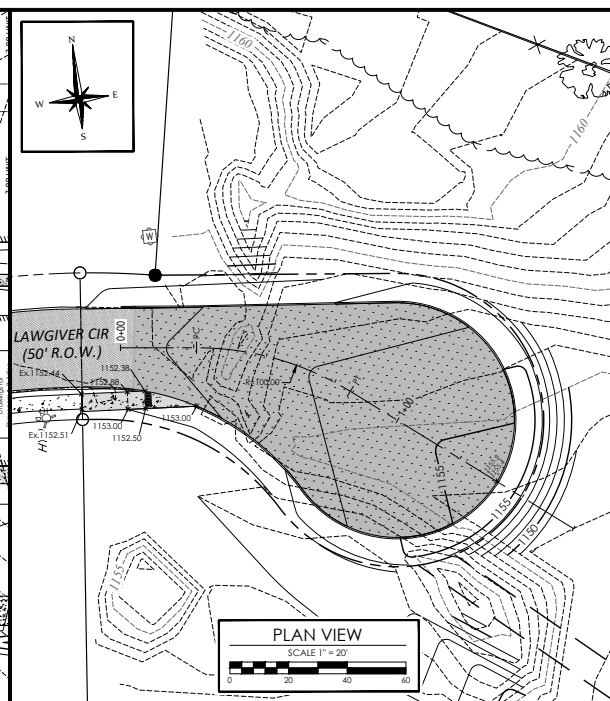 N
W E
S
1160
1160
W
LAWGIVER CIR
(50' R.O.W.)
0+00
PC
1152.38
Ex.1152.44
1152.88
R=100.00
PT
1+00
1153.00
1153.00
1152.50
Ex.1152.51
1155
1155
1150
1155
PLAN VIEW
SCALE 1" = 20'
0 20 40 60